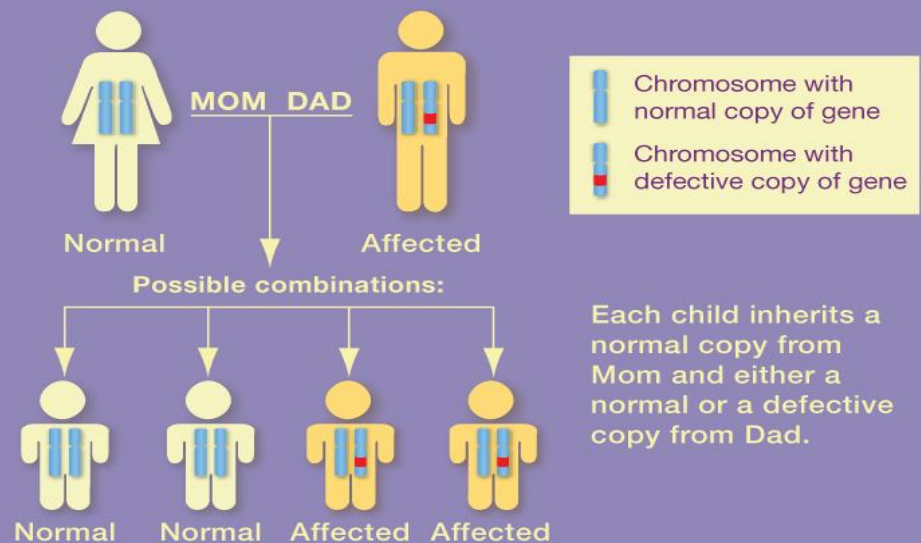 MOM DAD
Normal
Affected
Chromosome with
normal copy of gene
Chromosome with
defective copy of gene
Possible combinations:
Normal
Normal
Affected
Affected
Each child inherits a
normal copy from
Mom and either a
normal or a defective
copy from Dad.